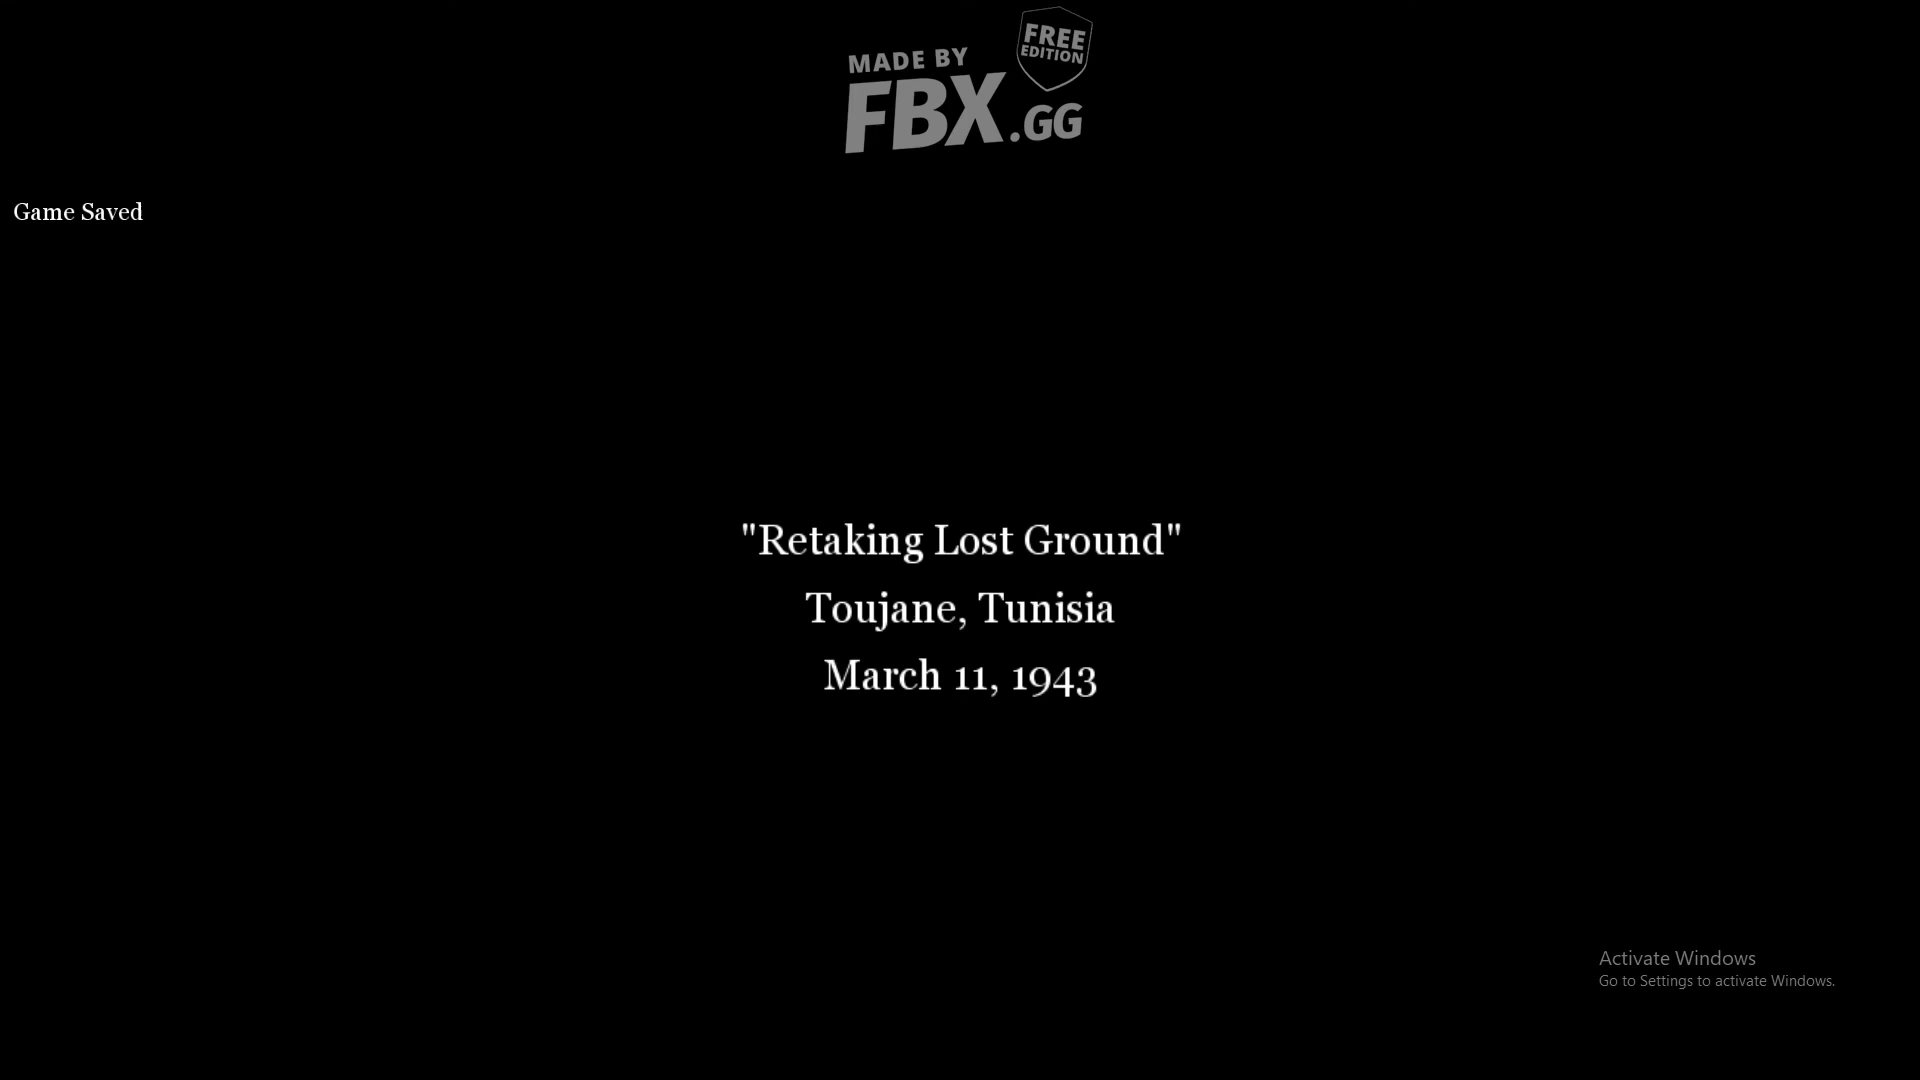 FREE
EDITION
MADE BY
FBX.GG
Game Saved
"Retaking Lost Ground"
Toujane, Tunisia
March 11, 1943
Activate Windows
Go to Settings to activate Windows.